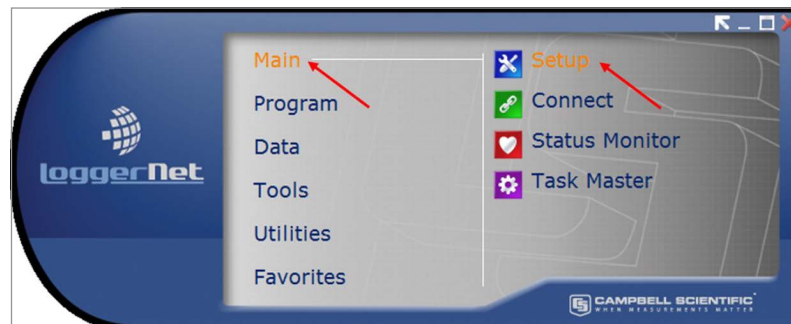 Main
Program
Data
Tools
Utilities
Favorites
Setup
Connect
Status Monitor
Task Master
LoggerNet
CAMPBELL SCIENTIFIC
WHEN MEASUREMENTS MATTER